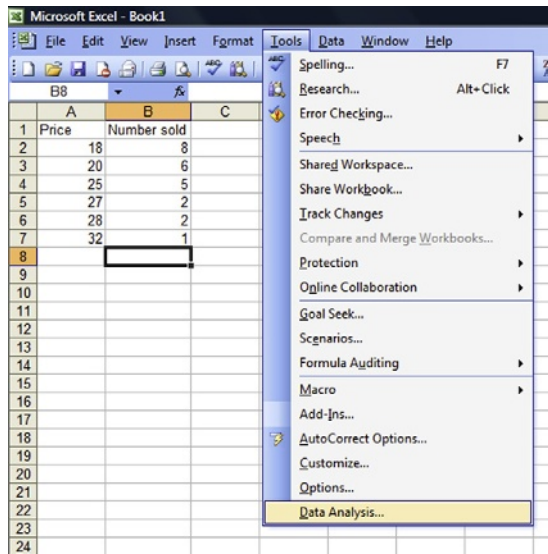 Microsoft Excel - Book1
File Edit View Insert Format Tools Data Window Help
B8 fx
A B C
1 Price Number sold
2 18 8
3 20 6
4 25 5
5 27 2
6 28 2
7 32 1
8
9
10
11
12
13
14
15
16
17
18
19
20
21
22
23
24
Spelling... F7
Research... Alt+Click
Error Checking...
Speech
Shared Workspace...
Share Workbook...
Track Changes
Compare and Merge Workbooks...
Protection
Online Collaboration
Goal Seek...
Scenarios...
Formula Auditing
Macro
Add-Ins...
AutoCorrect Options...
Customize...
Options...
Data Analysis...